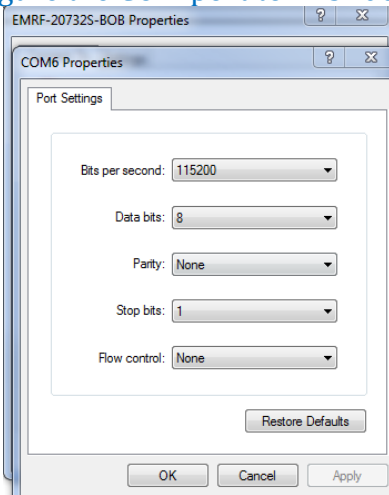 EMRF-20732S-BOB Properties
COM6 Properties
Port Settings
Bits per second: 115200
Data bits: 8
Parity: None
Stop bits: 1
Flow control: None
Restore Defaults
OK Cancel Apply